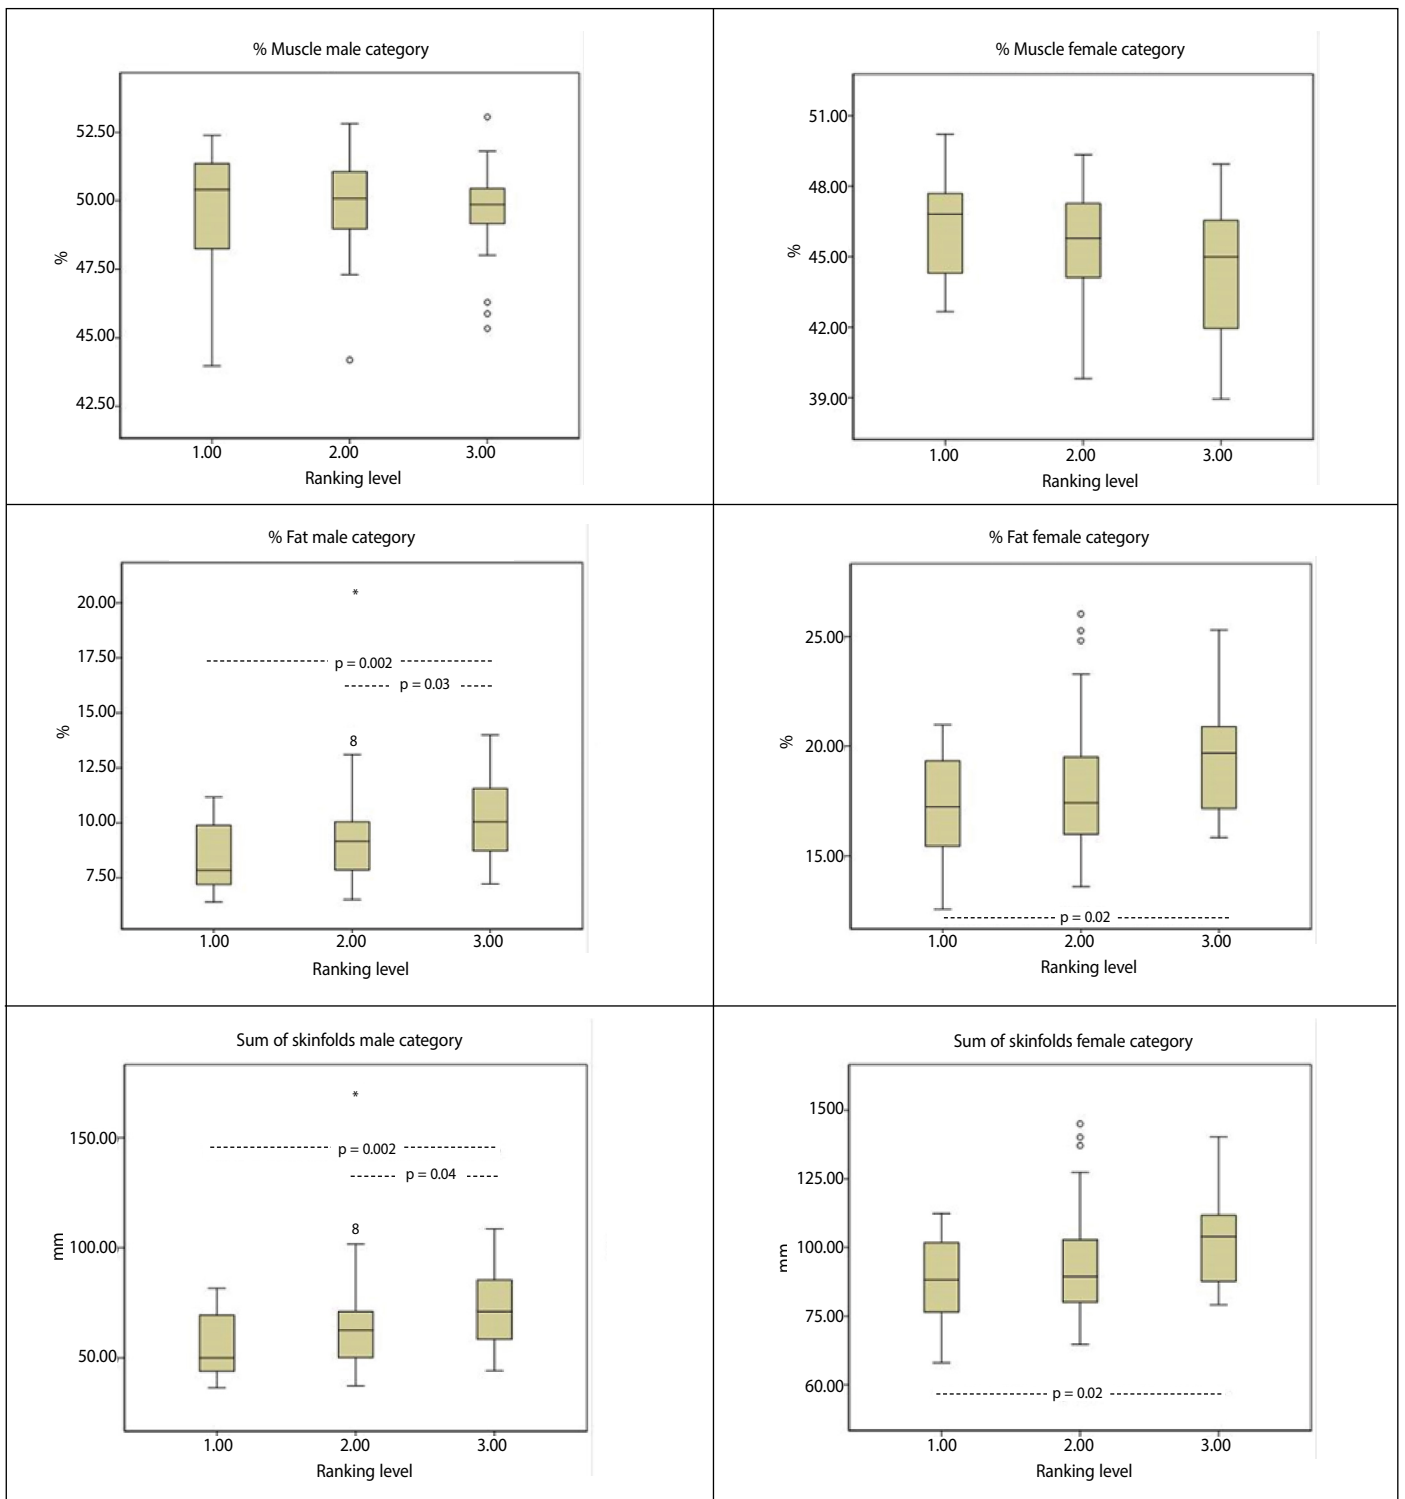 % Muscle male category
52.50
50.00
47.50
45.00
42.50
%
1.00 2.00 3.00
Ranking level
% Muscle female category
51.00
48.00
45.00
42.00
39.00
%
1.00 2.00 3.00
Ranking level
% Fat male category
20.00
17.50
15.00
12.50
10.00
7.50
%
*
p = 0.002
p = 0.03
8
1.00 2.00 3.00
Ranking level
% Fat female category
25.00
20.00
15.00
%
p = 0.02
1.00 2.00 3.00
Ranking level
Sum of skinfolds male category
150.00
100.00
50.00
mm
*
p = 0.002
p = 0.04
8
1.00 2.00 3.00
Ranking level
Sum of skinfolds female category
1500
125.00
100.00
75.00
60.00
mm
p = 0.02
1.00 2.00 3.00
Ranking level